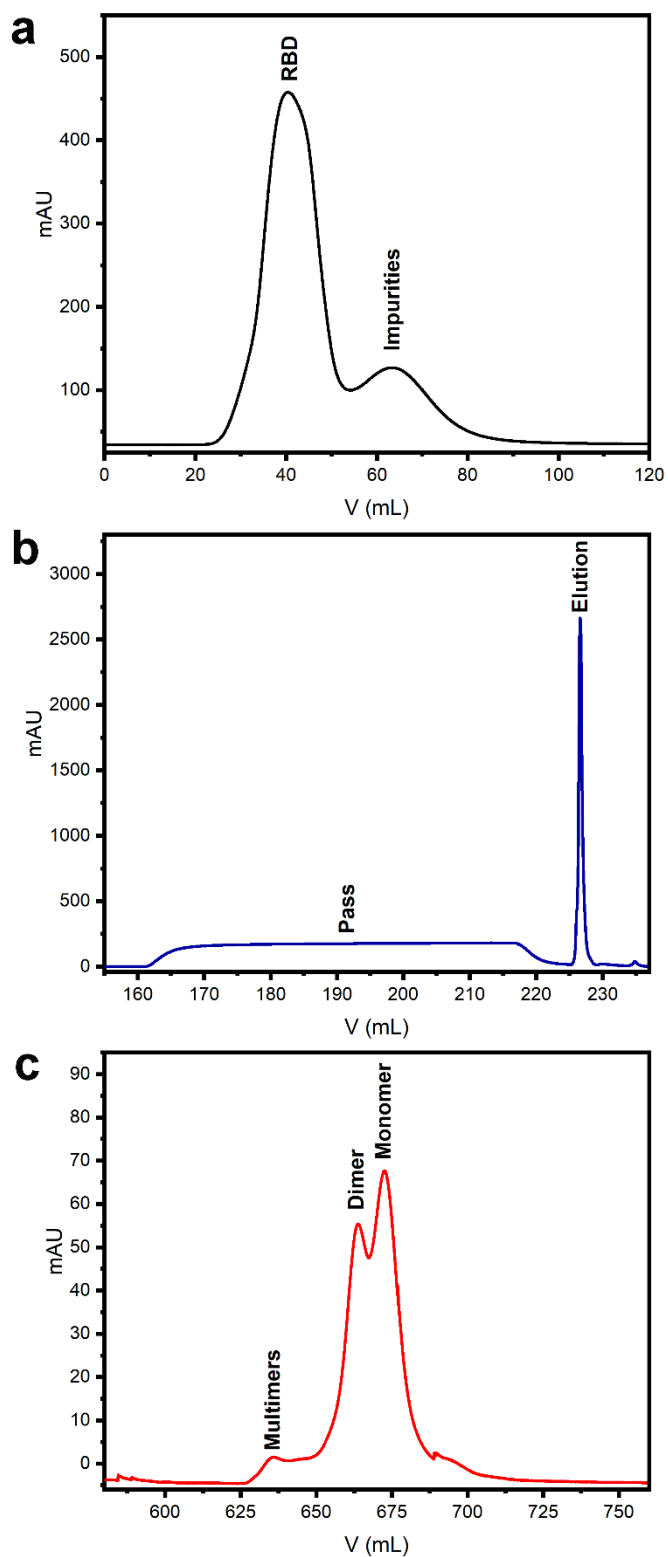 a
RBD
Impurities
mAU
500
400
300
200
100
0 20 40 60 80 100 120
V (mL)
b
Elution
Pass
mAU
3000
2500
2000
1500
1000
500
0
160 170 180 190 200 210 220 230
V (mL)
c
Monomer
Dimer
Multimers
mAU
90
80
70
60
50
40
30
20
10
0
600 625 650 675 700 725 750
V (mL)